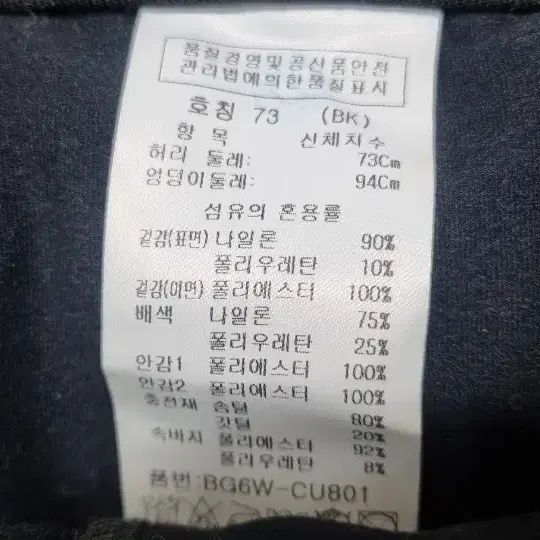 품질경영및공산품안전
관리법에의한품질표시
호칭 73 (BK)
항 목 신체치수
허리 둘레: 73Cm
엉덩이둘레: 94Cm
섬유의 혼용률
겉감(표면) 나일론 90%
폴리우레탄 10%
겉감(이면) 폴리에스터 100%
배색 나일론 75%
폴리우레탄 25%
안감1 폴리에스터 100%
안감2 폴리에스터 100%
충전재 솜털 80%
깃털 20%
속바지 폴리에스터 92%
폴리우레탄 8%
품번:BG6W-CU801